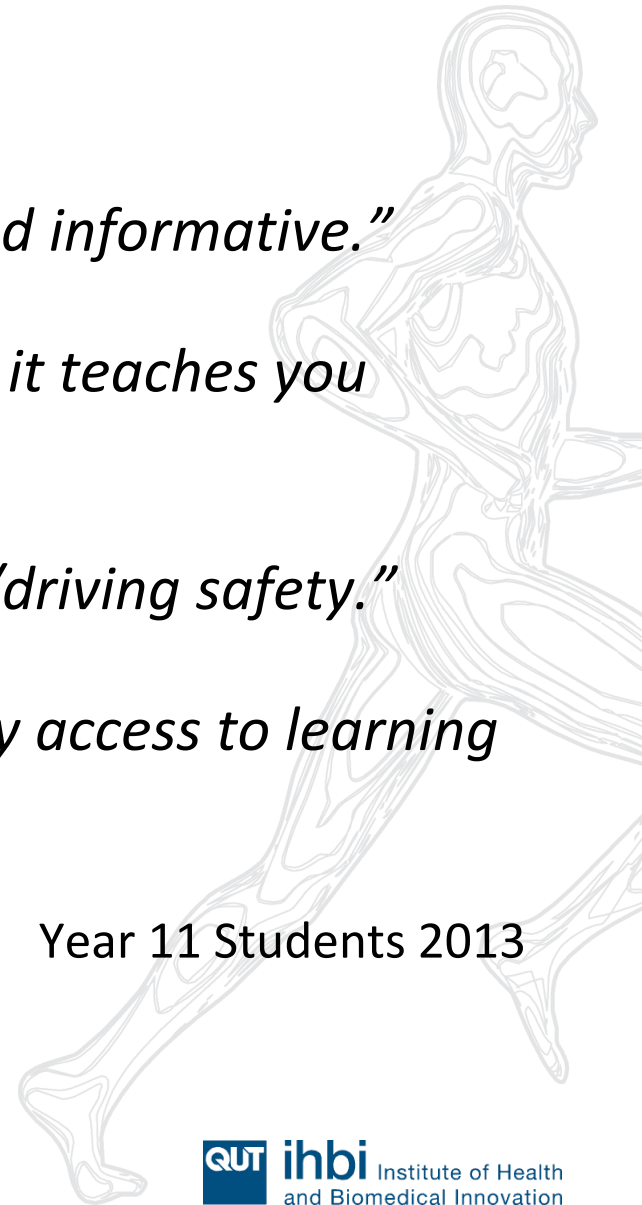 d informative.”
it teaches you
/driving safety.”
y access to learning
Year 11 Students 2013
QUT ihbi Institute of Health
and Biomedical Innovation